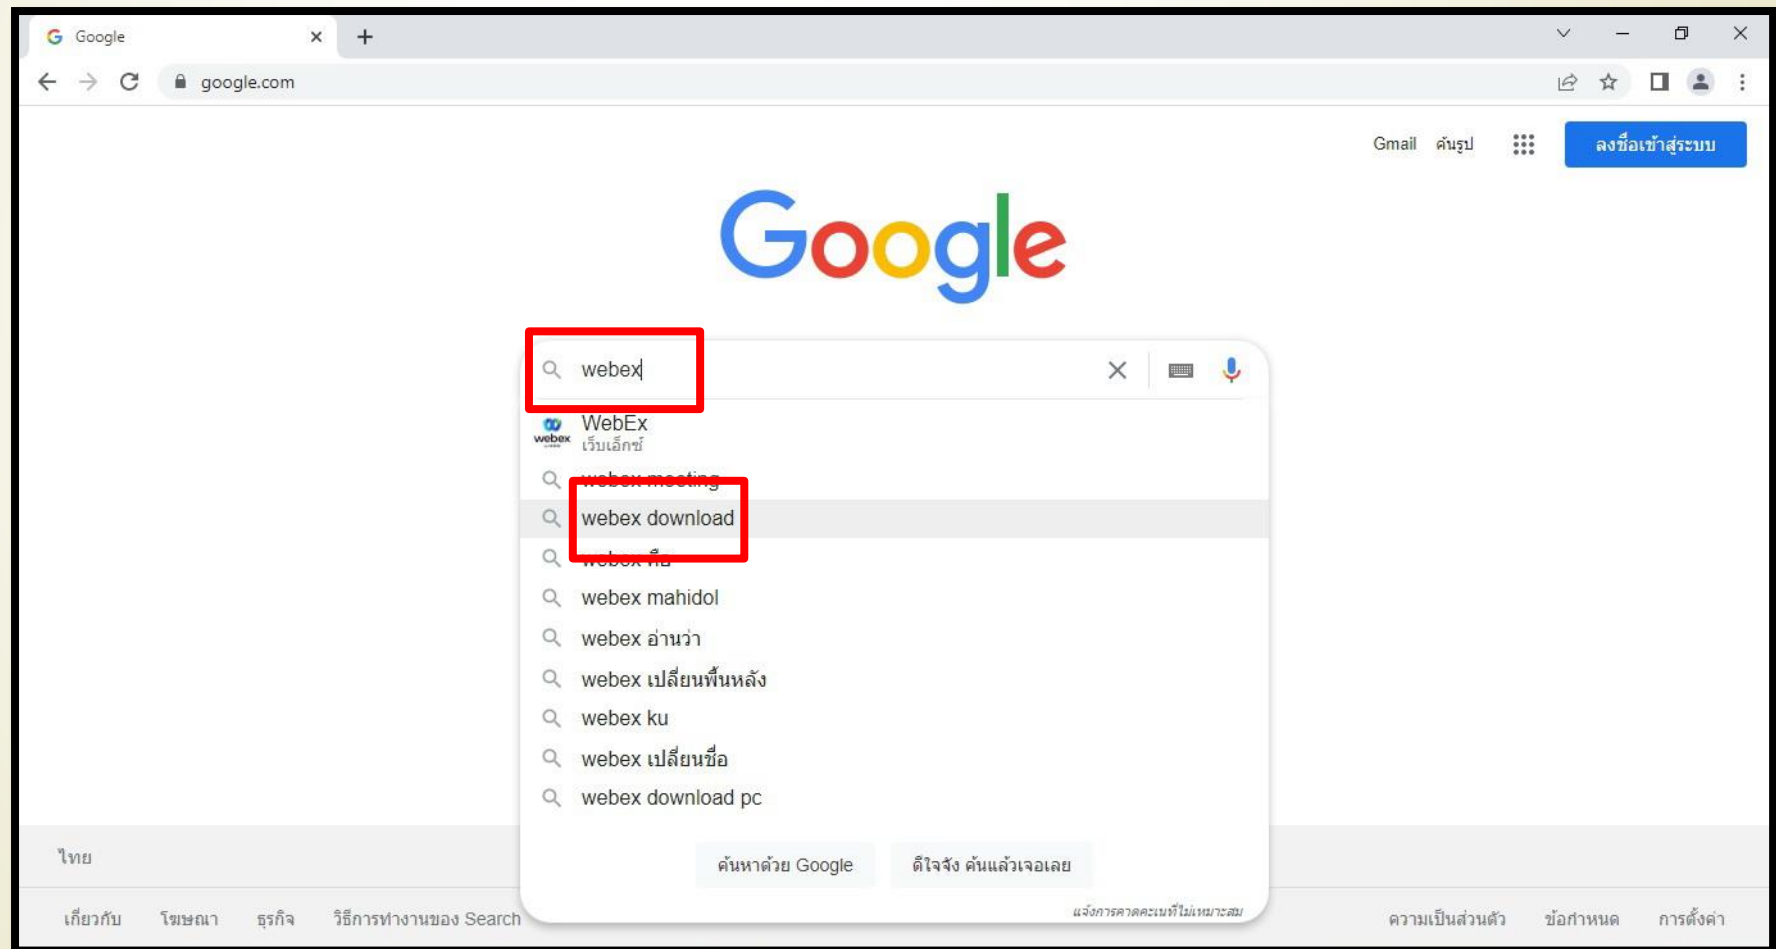 Google
google.com
Gmail ค้นรูป ลงชื่อเข้าสู่ระบบ
Google
webex
WebEx
webex เว็บเอ็กซ์
webex meeting
webex download
webex คือ
webex mahidol
webex อ่านว่า
webex เปลี่ยนพื้นหลัง
webex ku
webex เปลี่ยนชื่อ
webex download pc
ไทย
ค้นหาด้วย Google ดีใจจัง ค้นแล้วเจอเลย
แจ้งการคาดคะเนที่ไม่เหมาะสม
เกี่ยวกับ โฆษณา ธุรกิจ วิธีการทำงานของ Search ความเป็นส่วนตัว ข้อกำหนด การตั้งค่า